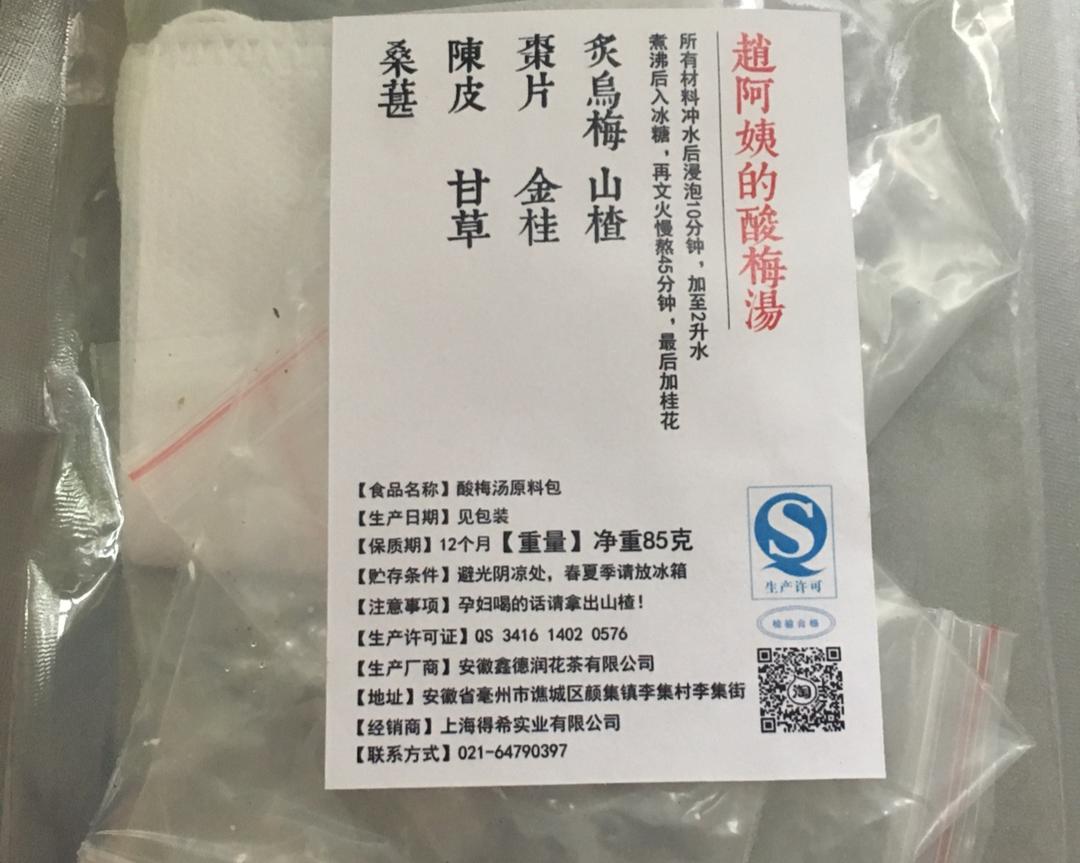 趙阿姨的酸梅湯
所有材料冲水后浸泡10分钟，加至2升水
煮沸后入冰糖，再文火慢熬45分钟，最后加桂花
炙烏梅 山楂
棗片 金桂
陳皮 甘草
桑葚
【食品名称】酸梅汤原料包
【生产日期】见包装
【保质期】12个月【重量】净重85克
【贮存条件】避光阴凉处，春夏季请放冰箱
【注意事项】孕妇喝的话请拿出山楂！
【生产许可证】QS 3416 1402 0576
【生产厂商】安徽鑫德润花茶有限公司
【地址】安徽省亳州市谯城区颜集镇李集村李集街
【经销商】上海得希实业有限公司
【联系方式】021-64790397
S
生产许可
检验合格
淘